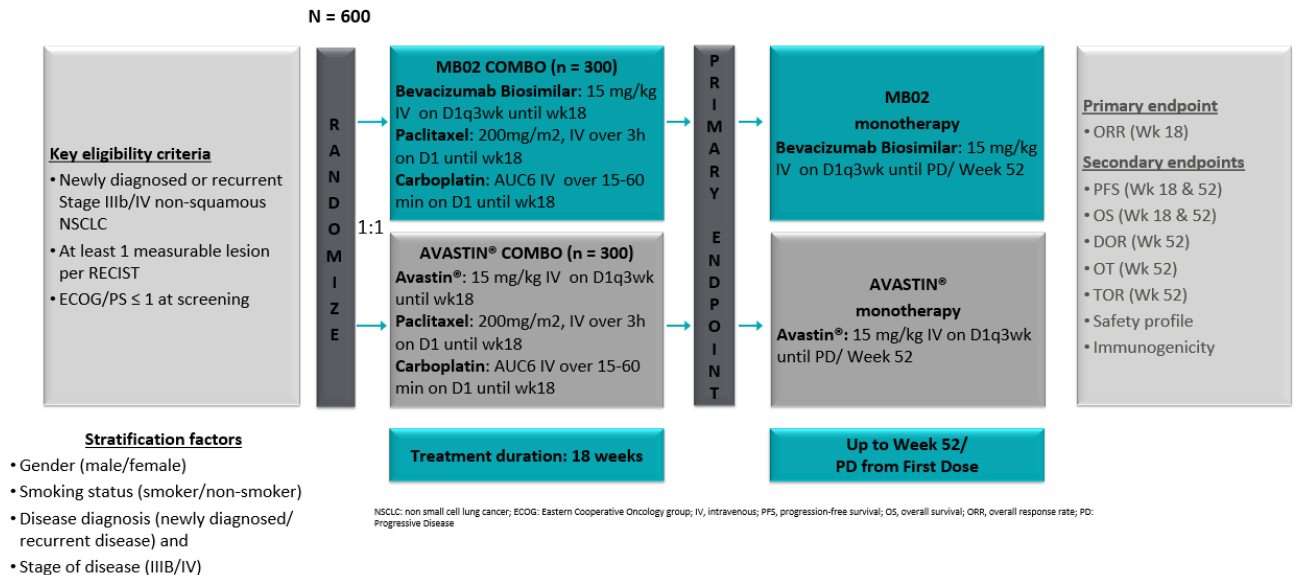 N = 600
Key eligibility criteria
• Newly diagnosed or recurrent
Stage IIIb/IV non-squamous
NSCLC
• At least 1 measurable lesion
per RECIST
• ECOG/PS ≤ 1 at screening
RANDOMIZE
1:1
MB02 COMBO (n = 300)
Bevacizumab Biosimilar: 15 mg/kg
IV on D1q3wk until wk18
Paclitaxel: 200mg/m2, IV over 3h
on D1 until wk18
Carboplatin: AUC6 IV over 15-60
min on D1 until wk18
AVASTIN® COMBO (n = 300)
Avastin®: 15 mg/kg IV on D1q3wk
until wk18
Paclitaxel: 200mg/m2, IV over 3h
on D1 until wk18
Carboplatin: AUC6 IV over 15-60
min on D1 until wk18
PRIMARY ENDPOINT
MB02
monotherapy
Bevacizumab Biosimilar: 15 mg/kg
IV on D1q3wk until PD/ Week 52
AVASTIN®
monotherapy
Avastin®: 15 mg/kg IV on D1q3wk
until PD/ Week 52
Primary endpoint
• ORR (Wk 18)
Secondary endpoints
• PFS (Wk 18 & 52)
• OS (Wk 18 & 52)
• DOR (Wk 52)
• OT (Wk 52)
• TOR (Wk 52)
• Safety profile
• Immunogenicity
Stratification factors
• Gender (male/female)
• Smoking status (smoker/non-smoker)
• Disease diagnosis (newly diagnosed/
recurrent disease) and
• Stage of disease (IIIB/IV)
Treatment duration: 18 weeks
Up to Week 52/
PD from First Dose
NSCLC: non small cell lung cancer; ECOG: Eastern Cooperative Oncology group; IV, intravenous; PFS, progression-free survival; OS, overall survival; ORR, overall response rate; PD:
Progressive Disease